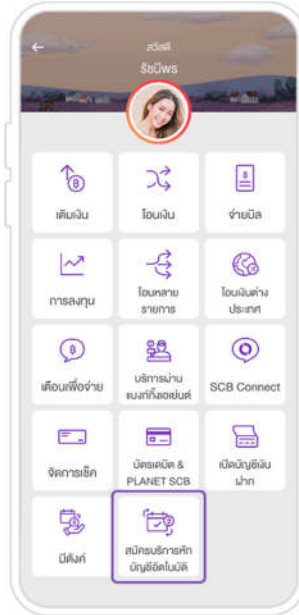 สวัสดี
รัชนีพร
เติมเงิน
โอนเงิน
จ่ายบิล
การลงทุน
โอนหลาย
รายการ
โอนเงินต่าง
ประเทศ
เตือนเพื่อจ่าย
บริการผ่าน
แบงก์กิ้งเอเย่นต์
SCB Connect
จัดการเช็ค
บัตรเดบิต &
PLANET SCB
เปิดบัญชีเงิน
ฝาก
มีตังค์
สมัครบริการหัก
บัญชีอัตโนมัติ